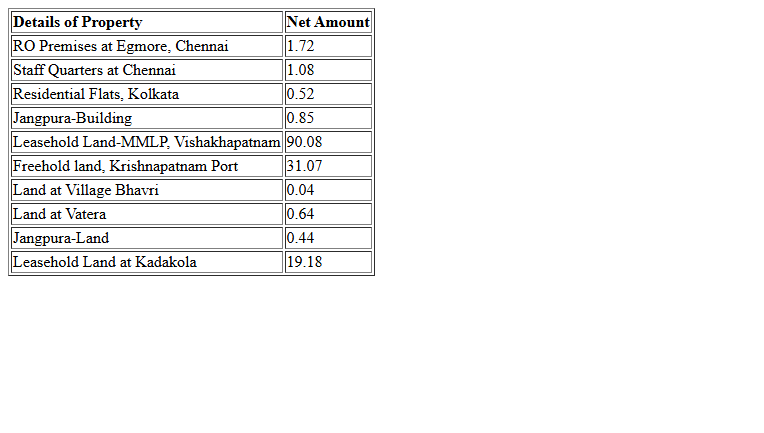 Details of Property Net Amount
RO Premises at Egmore, Chennai 1.72
Staff Quarters at Chennai 1.08
Residential Flats, Kolkata 0.52
Jangpura-Building 0.85
Leasehold Land-MMLP, Vishakhapatnam 90.08
Freehold land, Krishnapatnam Port 31.07
Land at Village Bhavri 0.04
Land at Vatera 0.64
Jangpura-Land 0.44
Leasehold Land at Kadakola 19.18